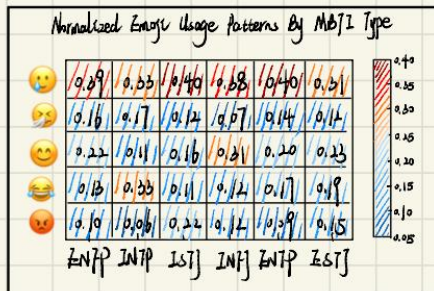 Normalized Emoji Usage Patterns By MBTI Type
🥲 0.39 0.33 0.40 0.38 0.40 0.31
🤧 0.16 0.17 0.12 0.07 0.14 0.12
😊 0.22 0.11 0.16 0.31 0.20 0.23
😂 0.13 0.33 0.11 0.12 0.17 0.19
😡 0.10 0.06 0.22 0.12 0.09 0.15
ENTP INTP ISTJ INFJ ENTP ESTJ
0.40
0.35
0.30
0.25
0.20
0.15
0.10
0.05